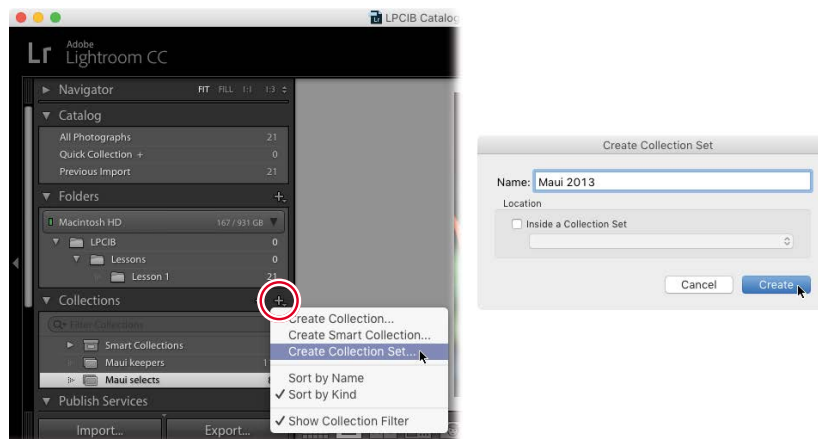 LPCIB Catalog
Lr Adobe Lightroom CC
Navigator FIT FILL 1:1 1:3
Catalog
All Photographs 21
Quick Collection + 0
Previous Import 21
Folders +
Macintosh HD 167 / 931 GB
LPCIB 0
Lessons 0
Lesson 1 21
Collections +
Filter Collections
Smart Collections
Maui keepers
Maui selects
Publish Services
Import... Export...
Create Collection...
Create Smart Collection...
Create Collection Set...
Sort by Name
✓ Sort by Kind
✓ Show Collection Filter
Create Collection Set
Name: Maui 2013
Location
Inside a Collection Set
Cancel Create